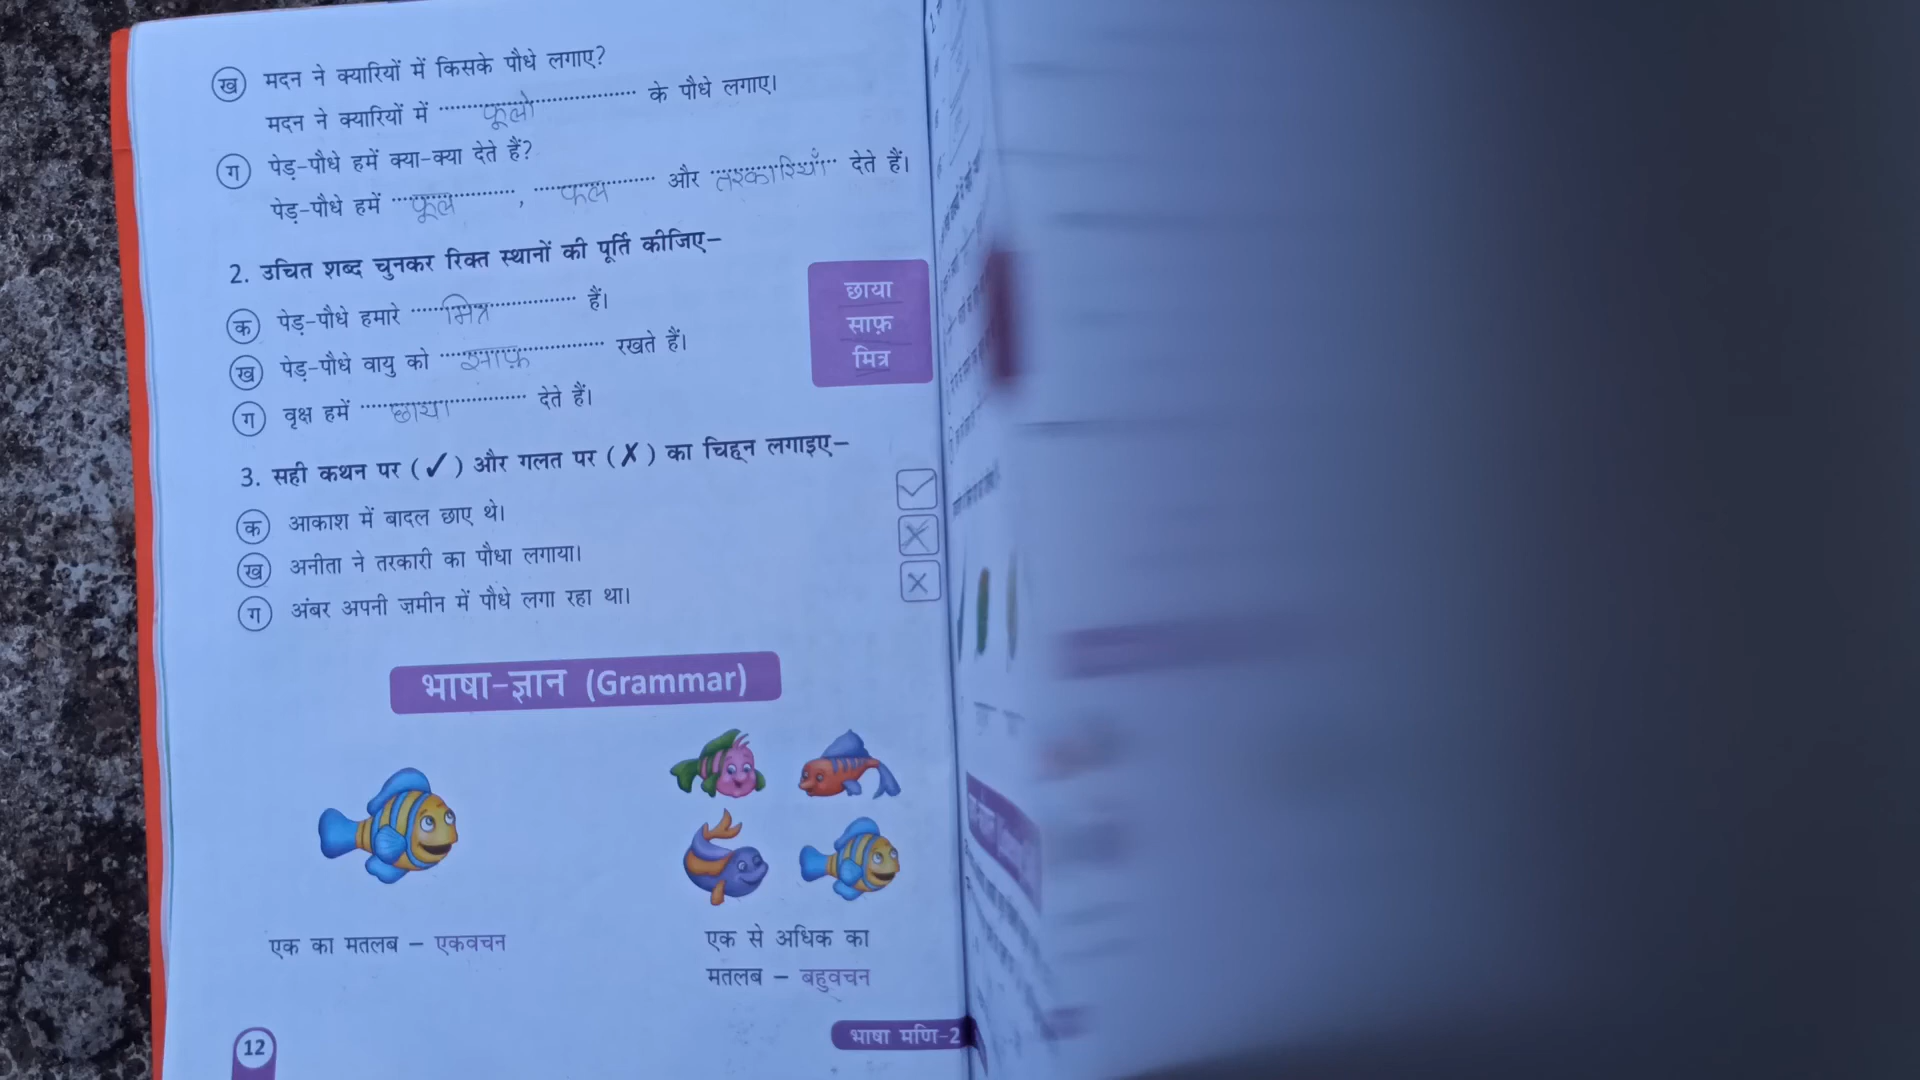 ख मदन ने क्यारियों में किसके पौधे लगाए?
मदन ने क्यारियों में फूलो के पौधे लगाए।
ग पेड़-पौधे हमें क्या-क्या देते हैं?
पेड़-पौधे हमें फूल, फल और तरकारियाँ देते हैं।
2. उचित शब्द चुनकर रिक्त स्थानों की पूर्ति कीजिए–
छाया
साफ़
मित्र
क पेड़-पौधे हमारे मित्र हैं।
ख पेड़-पौधे वायु को साफ़ रखते हैं।
ग वृक्ष हमें छाया देते हैं।
3. सही कथन पर (✓) और गलत पर (✗) का चिह्न लगाइए–
क आकाश में बादल छाए थे। ✓
ख अनीता ने तरकारी का पौधा लगाया। ✗
ग अंबर अपनी ज़मीन में पौधे लगा रहा था। ✗
भाषा-ज्ञान (Grammar)
एक का मतलब – एकवचन
एक से अधिक का
मतलब – बहुवचन
12
भाषा मणि-2